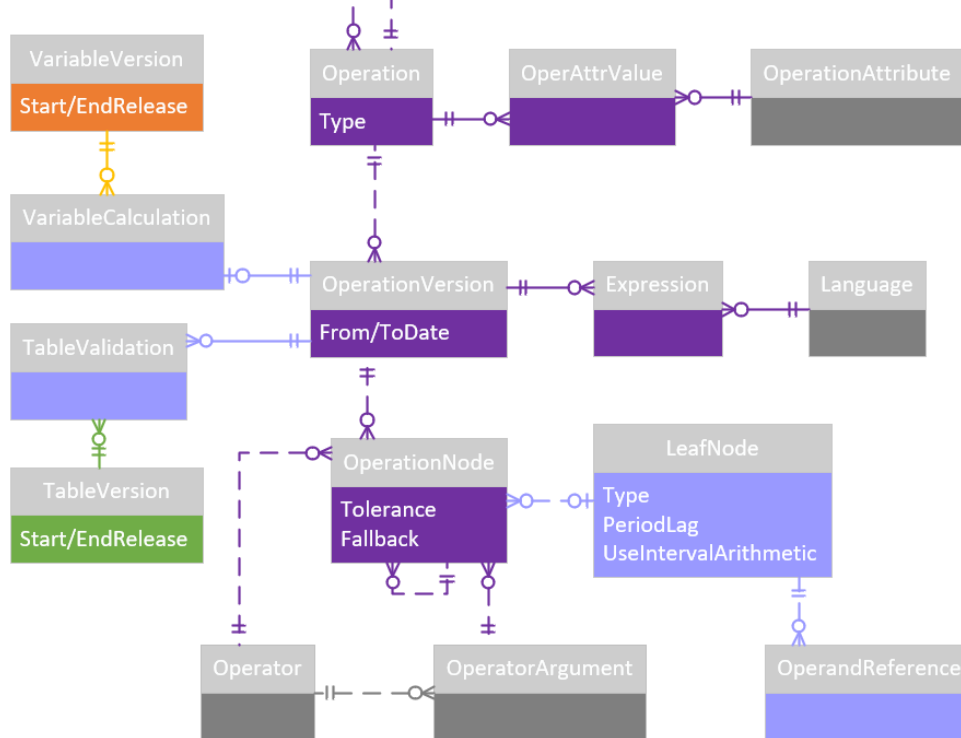 VariableVersion
Start/EndRelease
Operation
Type
OperAttrValue
OperationAttribute
VariableCalculation
OperationVersion
From/ToDate
Expression
Language
TableValidation
TableVersion
Start/EndRelease
OperationNode
Tolerance
Fallback
LeafNode
Type
PeriodLag
UseIntervalArithmetic
Operator
OperatorArgument
OperandReference